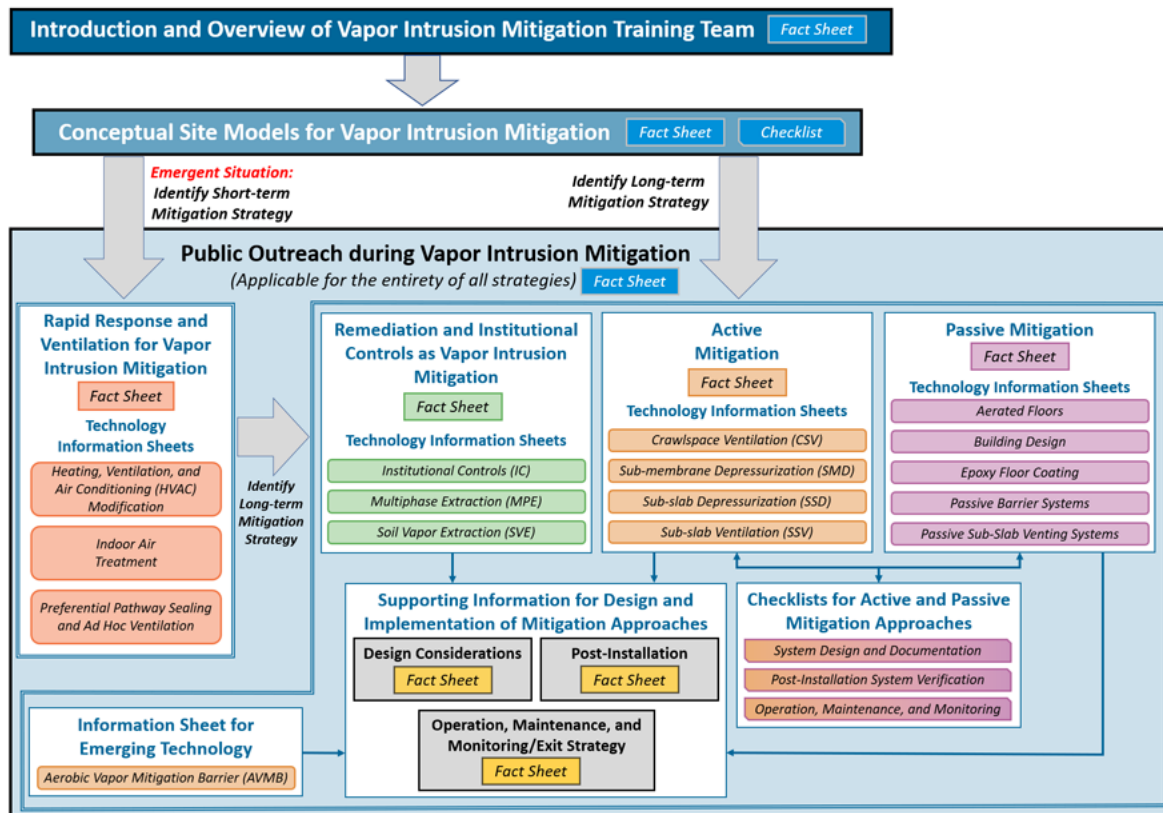 Introduction and Overview of Vapor Intrusion Mitigation Training Team
Fact Sheet
Conceptual Site Models for Vapor Intrusion Mitigation
Fact Sheet
Checklist
Emergent Situation:
Identify Short-term
Mitigation Strategy
Identify Long-term
Mitigation Strategy
Public Outreach during Vapor Intrusion Mitigation
(Applicable for the entirety of all strategies)
Fact Sheet
Rapid Response and
Ventilation for Vapor
Intrusion Mitigation
Fact Sheet
Technology
Information Sheets
Heating, Ventilation, and
Air Conditioning (HVAC)
Modification
Indoor Air
Treatment
Preferential Pathway Sealing
and Ad Hoc Ventilation
Identify
Long-term
Mitigation
Strategy
Remediation and Institutional
Controls as Vapor Intrusion
Mitigation
Fact Sheet
Technology Information Sheets
Institutional Controls (IC)
Multiphase Extraction (MPE)
Soil Vapor Extraction (SVE)
Active
Mitigation
Fact Sheet
Technology Information Sheets
Crawlspace Ventilation (CSV)
Sub-membrane Depressurization (SMD)
Sub-slab Depressurization (SSD)
Sub-slab Ventilation (SSV)
Passive Mitigation
Fact Sheet
Technology Information Sheets
Aerated Floors
Building Design
Epoxy Floor Coating
Passive Barrier Systems
Passive Sub-Slab Venting Systems
Supporting Information for Design and
Implementation of Mitigation Approaches
Design Considerations
Fact Sheet
Post-Installation
Fact Sheet
Operation, Maintenance, and
Monitoring/Exit Strategy
Fact Sheet
Checklists for Active and Passive
Mitigation Approaches
System Design and Documentation
Post-Installation System Verification
Operation, Maintenance, and Monitoring
Information Sheet for
Emerging Technology
Aerobic Vapor Mitigation Barrier (AVMB)